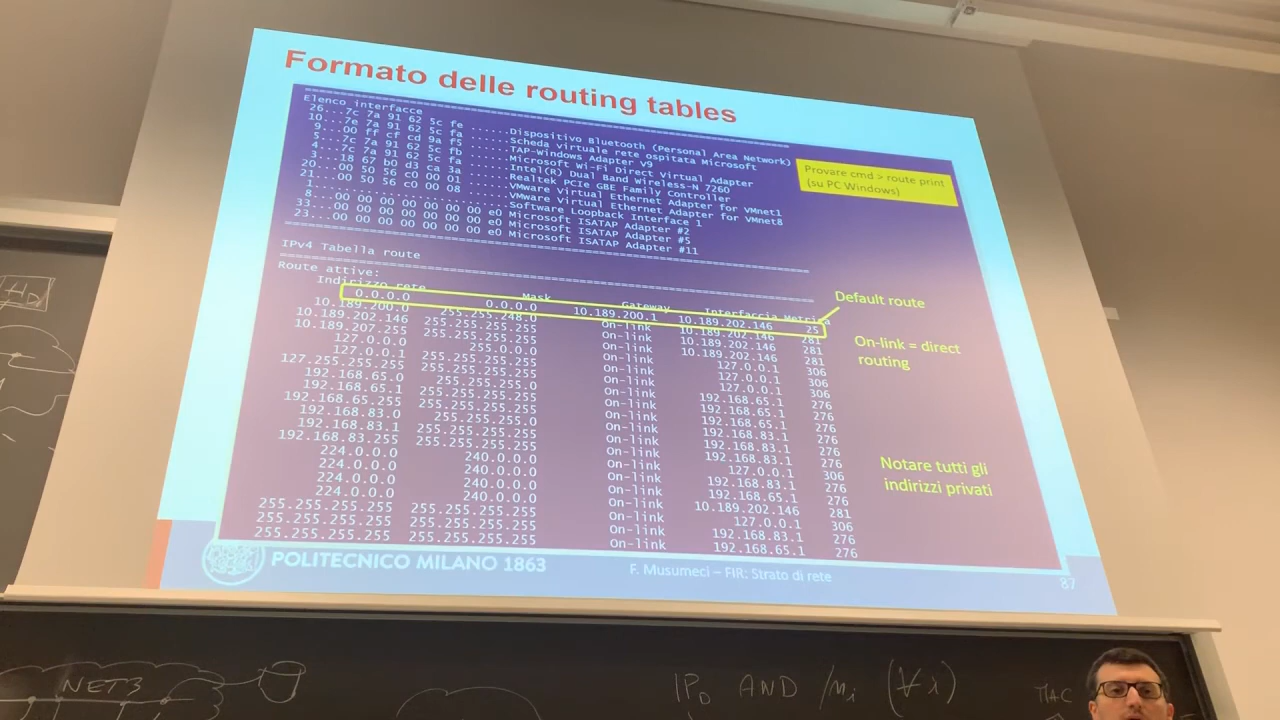 Formato delle routing tables
Elenco interfacce
26...7c 7a 91 62 5c fe ......Dispositivo Bluetooth (Personal Area Network)
10...7e 7a 91 62 5c fa ......Scheda virtuale rete ospitata Microsoft
9...00 ff cf cd 9a f5 ......TAP-Windows Adapter v9
5...7c 7a 91 62 5c fb ......Microsoft Wi-Fi Direct Virtual Adapter
4...7c 7a 91 62 5c fa ......Intel(R) Dual Band Wireless-N 7260
3...18 67 b0 d3 ca 3a ......Realtek PCIe GBE Family Controller
20...00 50 56 c0 00 01 ......VMware Virtual Ethernet Adapter for VMnet1
21...00 50 56 c0 00 08 ......VMware Virtual Ethernet Adapter for VMnet8
1...........................Software Loopback Interface 1
8...00 00 00 00 00 00 00 e0 Microsoft ISATAP Adapter #2
33...00 00 00 00 00 00 00 e0 Microsoft ISATAP Adapter #5
23...00 00 00 00 00 00 00 e0 Microsoft ISATAP Adapter #11
Provare cmd > route print
(su PC Windows)
IPv4 Tabella route
Route attive:
Indirizzo rete Mask Gateway Interfaccia Metrica
0.0.0.0 0.0.0.0 10.189.200.1 10.189.202.146 25
10.189.200.0 255.255.248.0 On-link 10.189.202.146 281
10.189.202.146 255.255.255.255 On-link 10.189.202.146 281
10.189.207.255 255.255.255.255 On-link 10.189.202.146 281
127.0.0.0 255.0.0.0 On-link 127.0.0.1 306
127.0.0.1 255.255.255.255 On-link 127.0.0.1 306
127.255.255.255 255.255.255.255 On-link 127.0.0.1 306
192.168.65.0 255.255.255.0 On-link 192.168.65.1 276
192.168.65.1 255.255.255.255 On-link 192.168.65.1 276
192.168.65.255 255.255.255.255 On-link 192.168.65.1 276
192.168.83.0 255.255.255.0 On-link 192.168.83.1 276
192.168.83.1 255.255.255.255 On-link 192.168.83.1 276
192.168.83.255 255.255.255.255 On-link 192.168.83.1 276
224.0.0.0 240.0.0.0 On-link 127.0.0.1 306
224.0.0.0 240.0.0.0 On-link 192.168.83.1 276
224.0.0.0 240.0.0.0 On-link 192.168.65.1 276
224.0.0.0 240.0.0.0 On-link 10.189.202.146 281
255.255.255.255 255.255.255.255 On-link 127.0.0.1 306
255.255.255.255 255.255.255.255 On-link 192.168.83.1 276
255.255.255.255 255.255.255.255 On-link 192.168.65.1 276
Default route
On-link = direct
routing
Notare tutti gli
indirizzi privati
POLITECNICO MILANO 1863
F. Musumeci – FIR: Strato di rete
87
NET3
IP_D AND /m_i (∀ i)
MAC